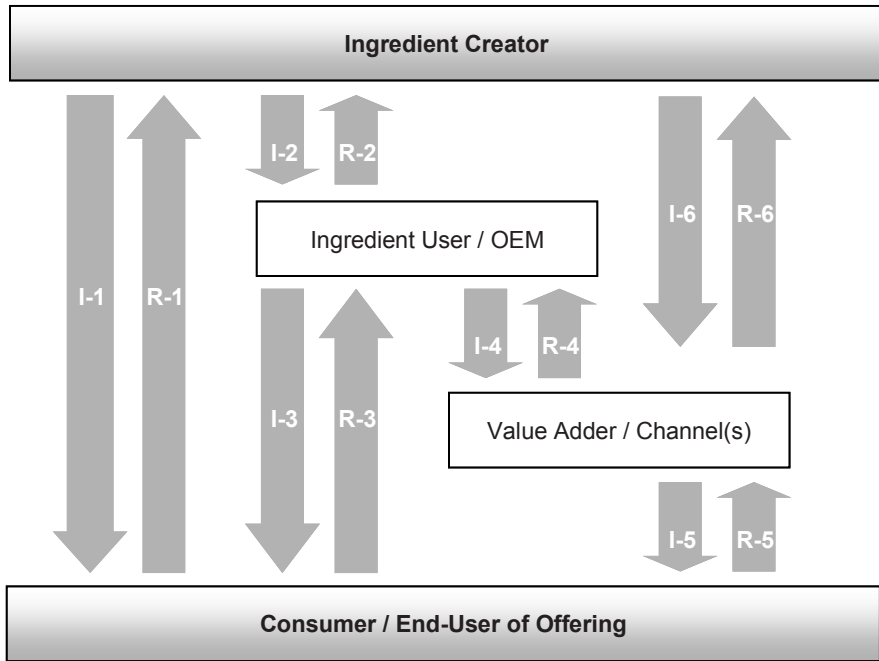 Ingredient Creator
I-2
R-2
I-6
R-6
Ingredient User / OEM
I-1
R-1
I-4
R-4
I-3
R-3
Value Adder / Channel(s)
I-5
R-5
Consumer / End-User of Offering